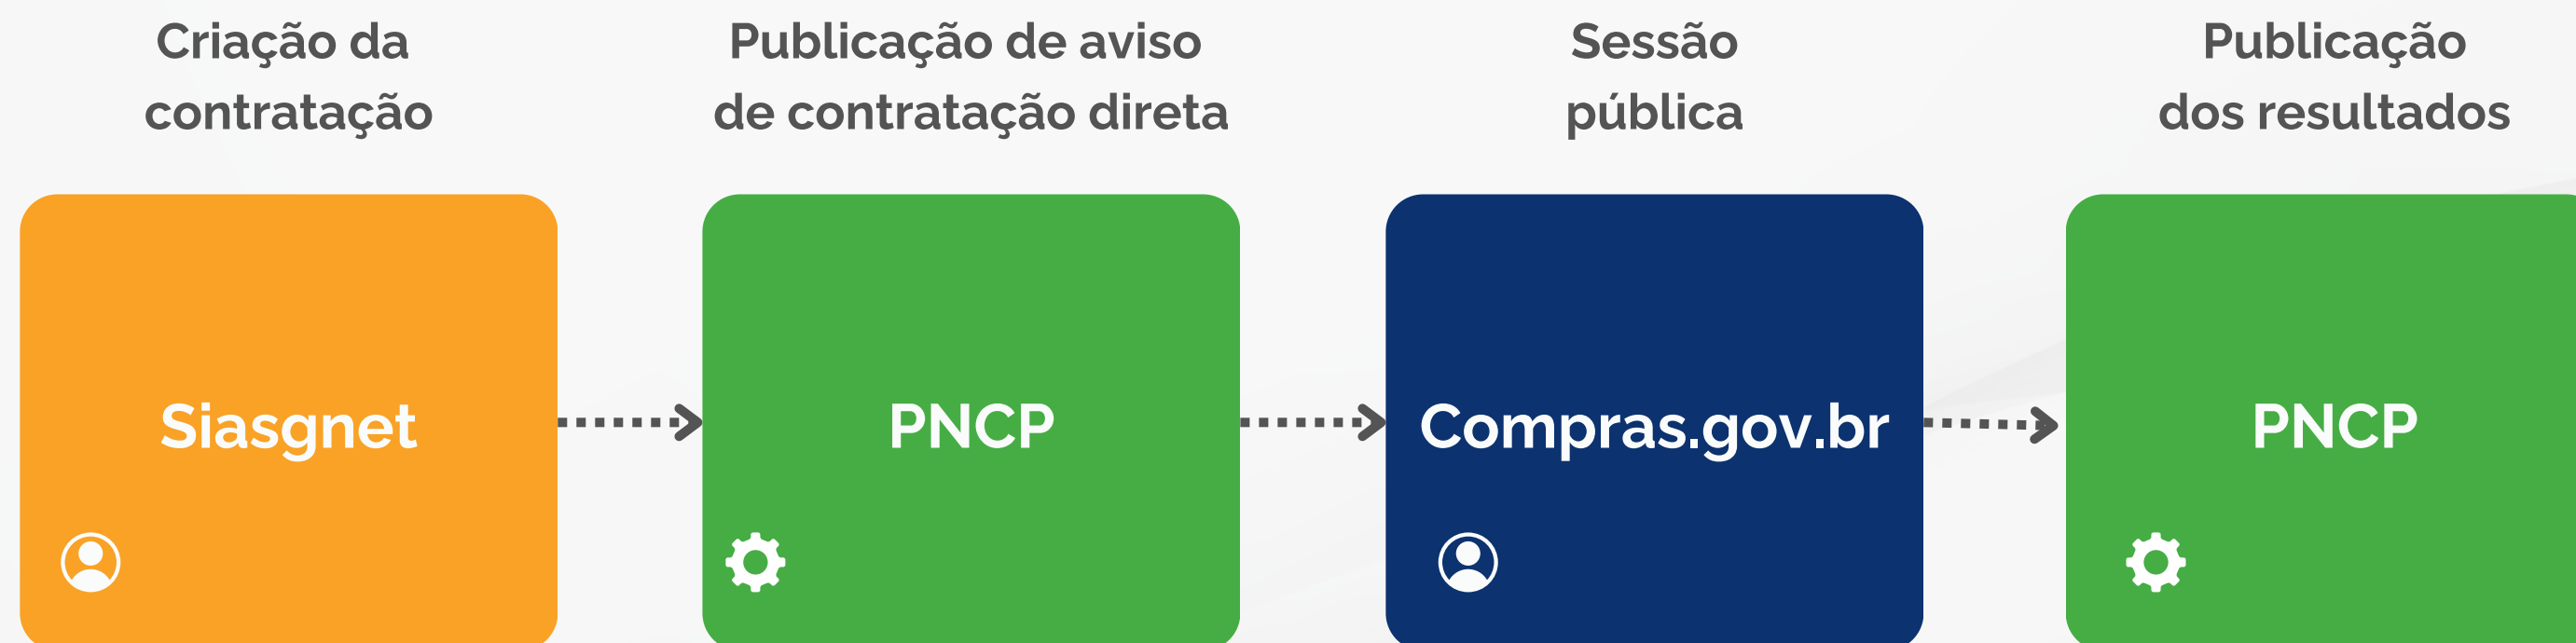 Criação da
contratação
Publicação de aviso
de contratação direta
Sessão
pública
Publicação
dos resultados
Siasgnet
PNCP
Compras.gov.br
PNCP